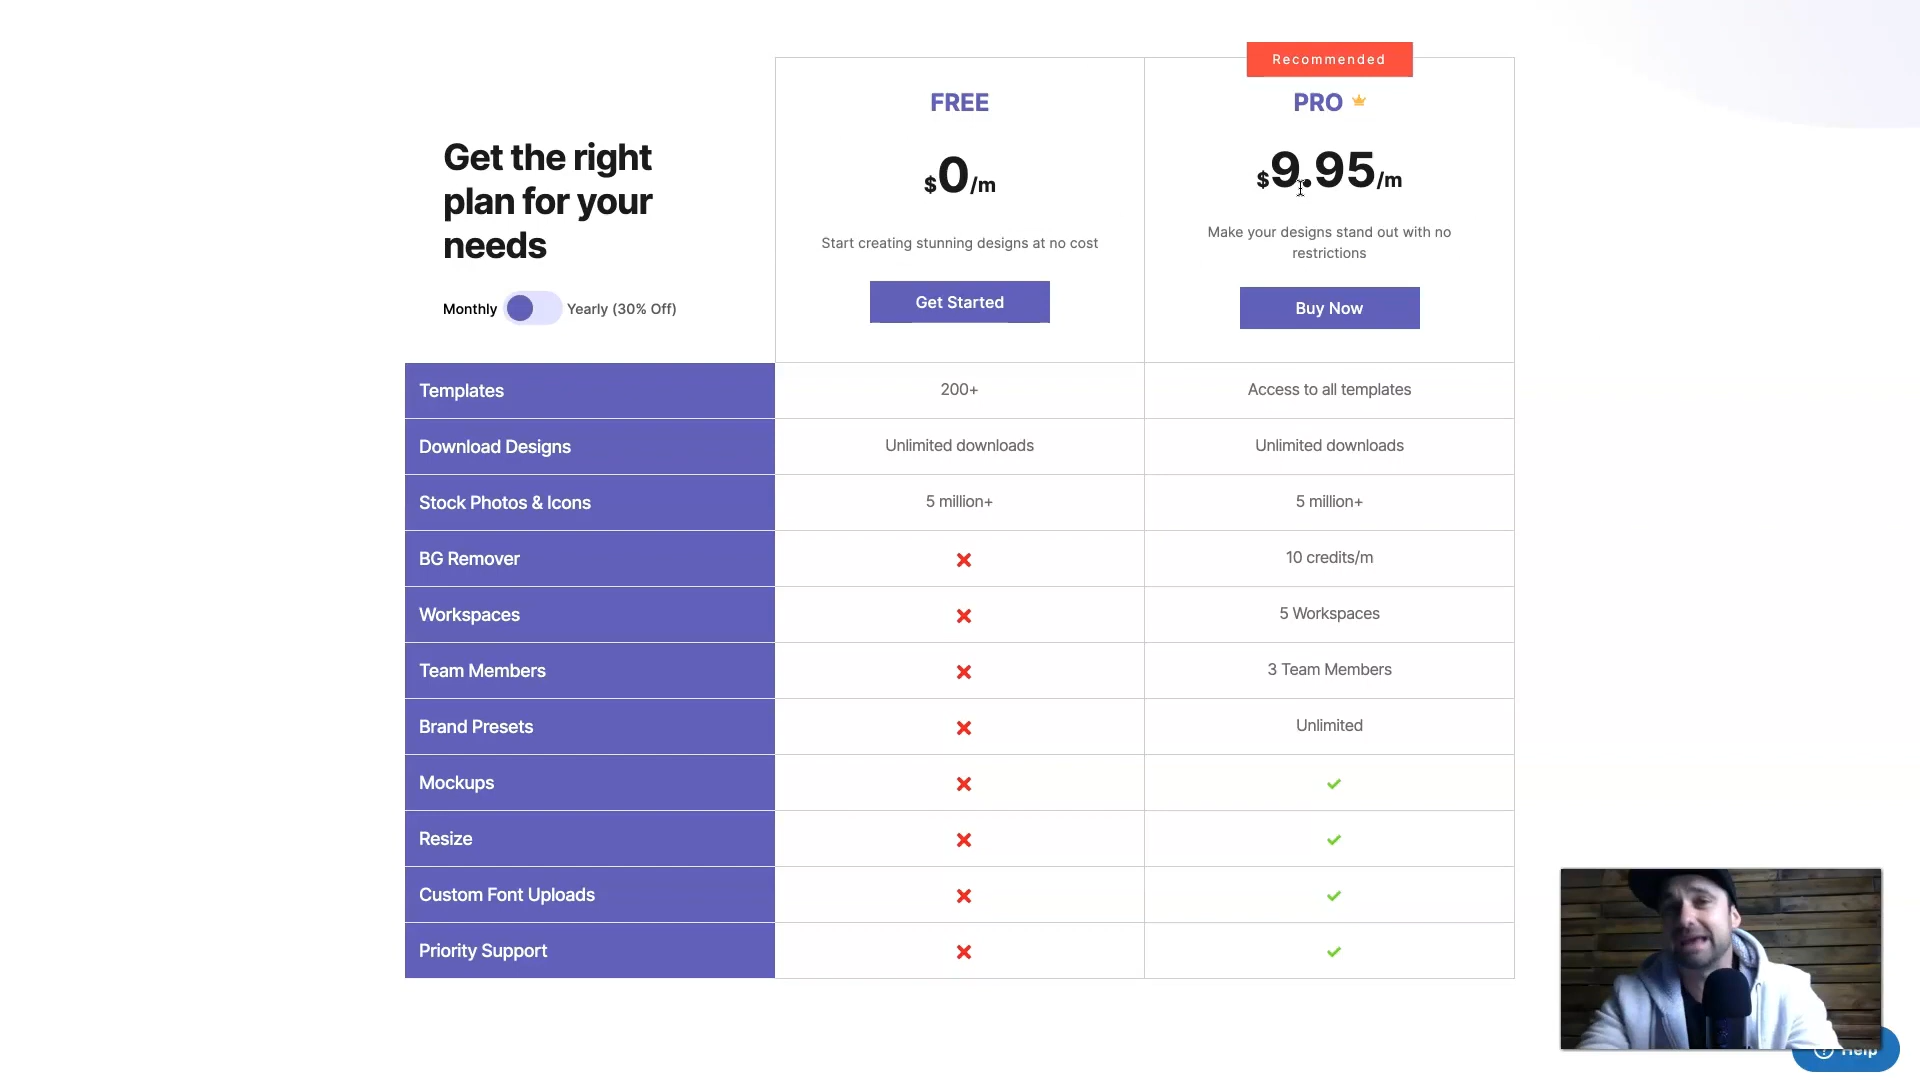 Recommended
FREE
PRO
Get the right
plan for your
needs
$0/m
$9.95/m
Start creating stunning designs at no cost
Make your designs stand out with no
restrictions
Monthly
Yearly (30% Off)
Get Started
Buy Now
Templates
200+
Access to all templates
Download Designs
Unlimited downloads
Unlimited downloads
Stock Photos & Icons
5 million+
5 million+
BG Remover
10 credits/m
Workspaces
5 Workspaces
Team Members
3 Team Members
Brand Presets
Unlimited
Mockups
Resize
Custom Font Uploads
Priority Support
Help